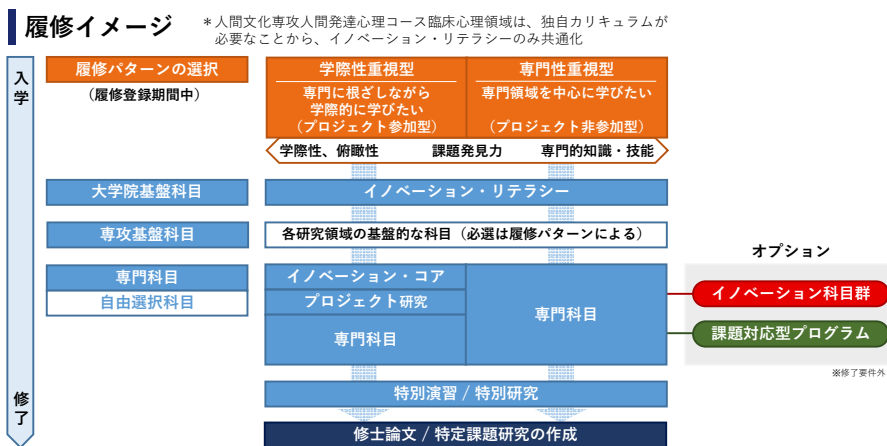 履修イメージ
＊人間文化専攻人間発達心理コース臨床心理領域は、独自カリキュラムが
必要なことから、イノベーション・リテラシーのみ共通化
入学
履修パターンの選択
（履修登録期間中）
学際性重視型
専門に根ざしながら
学際的に学びたい
（プロジェクト参加型）
専門性重視型
専門領域を中心に学びたい
（プロジェクト非参加型）
学際性、俯瞰性
課題発見力
専門的知識・技能
大学院基盤科目
イノベーション・リテラシー
専攻基盤科目
各研究領域の基盤的な科目（必選は履修パターンによる）
専門科目
自由選択科目
イノベーション・コア
プロジェクト研究
専門科目
専門科目
オプション
イノベーション科目群
課題対応型プログラム
※修了要件外
特別演習 / 特別研究
修了
修士論文 / 特定課題研究の作成